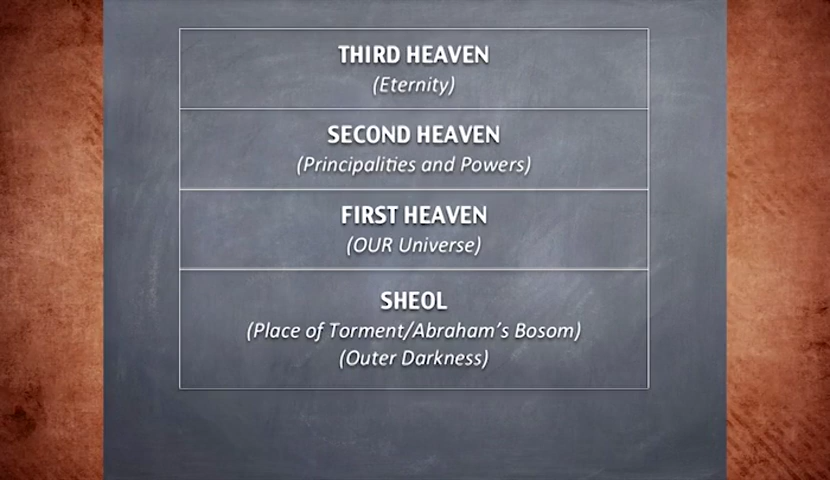 THIRD HEAVEN
(Eternity)
SECOND HEAVEN
(Principalities and Powers)
FIRST HEAVEN
(OUR Universe)
SHEOL
(Place of Torment/Abraham's Bosom)
(Outer Darkness)